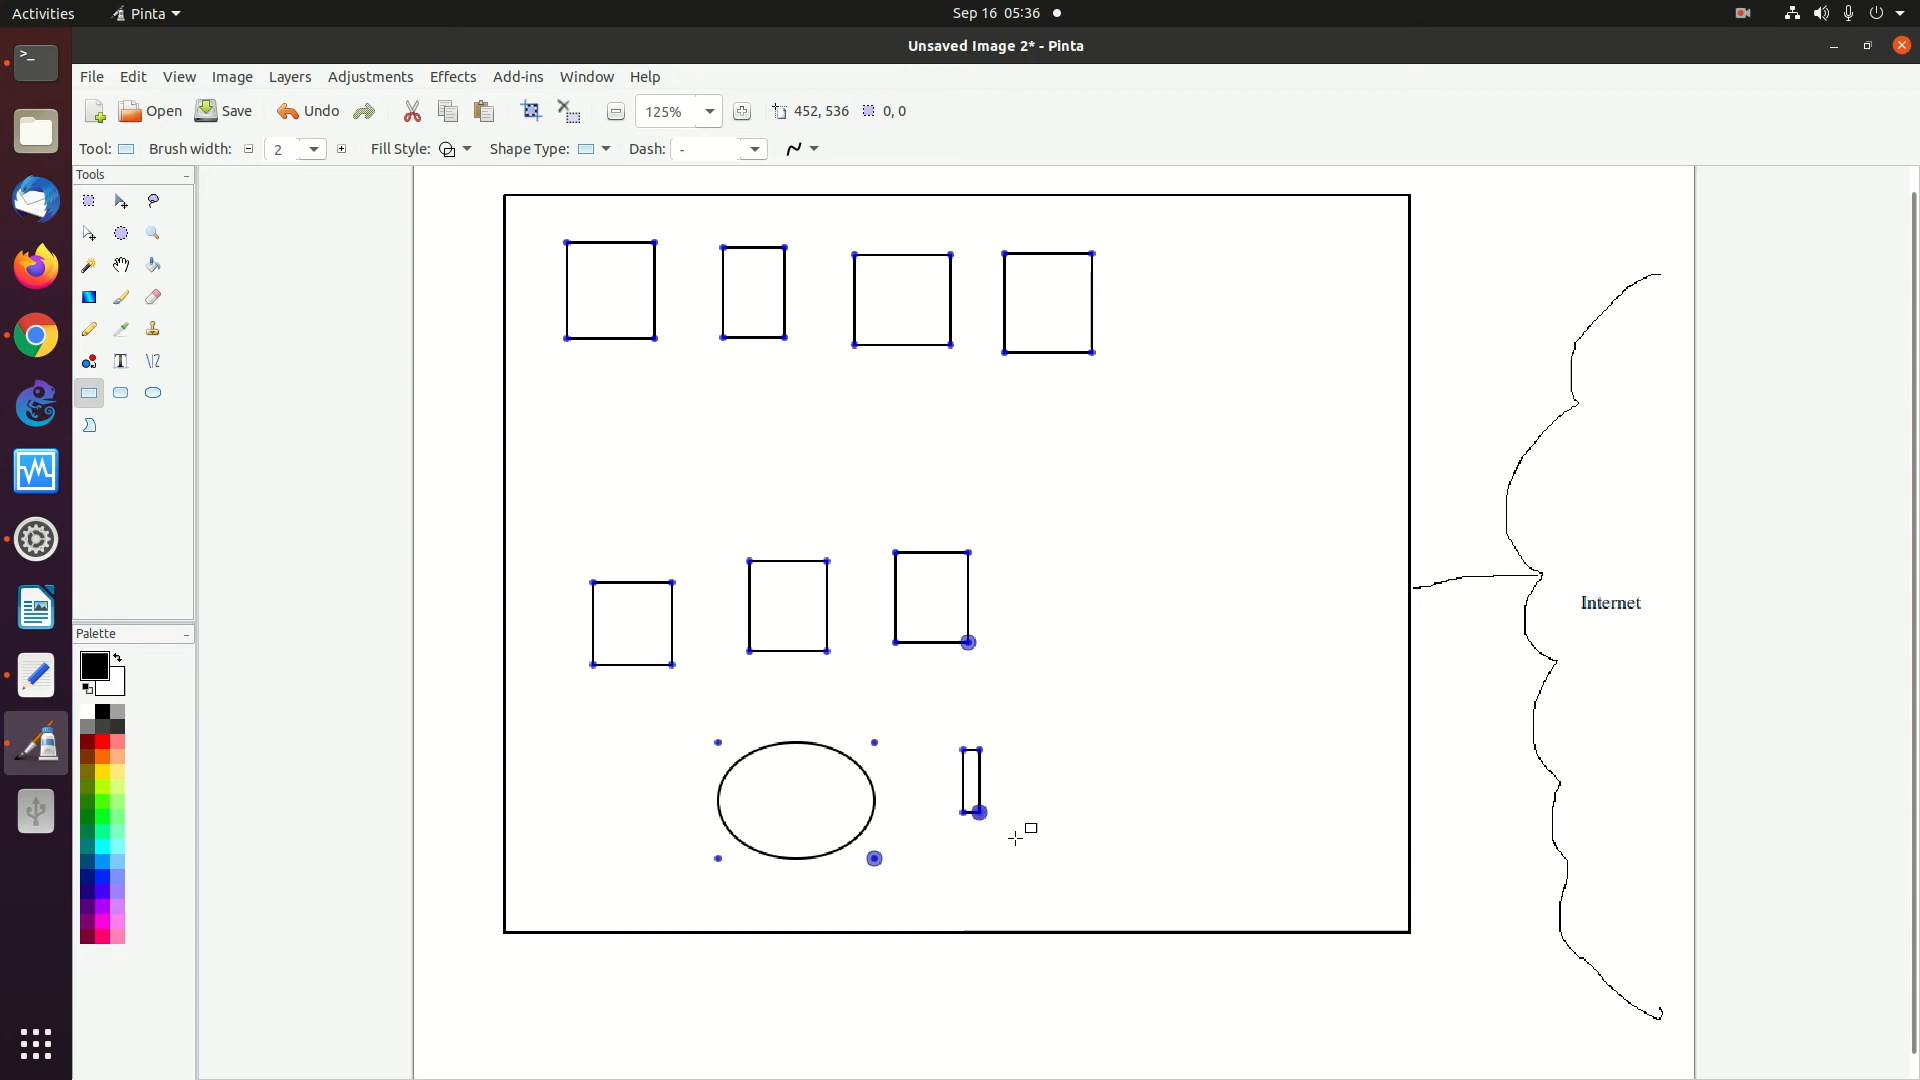 Activities Pinta Sep 16 05:36
Unsaved Image 2* - Pinta
File Edit View Image Layers Adjustments Effects Add-ins Window Help
Open Save Undo 125% 452, 536 0, 0
Tool: Brush width: 2 Fill Style: Shape Type: Dash: -
Tools
Internet
Palette